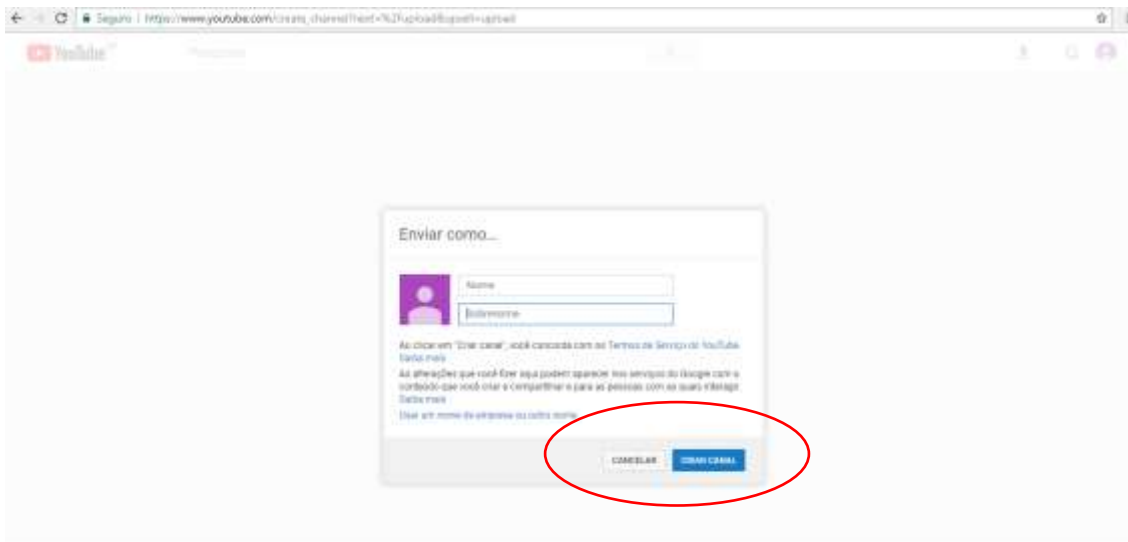 Seguro | https://www.youtube.com/create_channel?next=%2Fupload&upsell=upload
YouTube
Pesquisar
Enviar como...
Nome
Sobrenome
Ao clicar em "Criar canal", você concorda com os Termos de Serviço do YouTube.
Saiba mais
As alterações que você fizer aqui podem aparecer nos serviços do Google com o
conteúdo que você criar e compartilhar e para as pessoas com as quais interagir.
Saiba mais
Usar um nome de empresa ou outro nome
CANCELAR
CRIAR CANAL